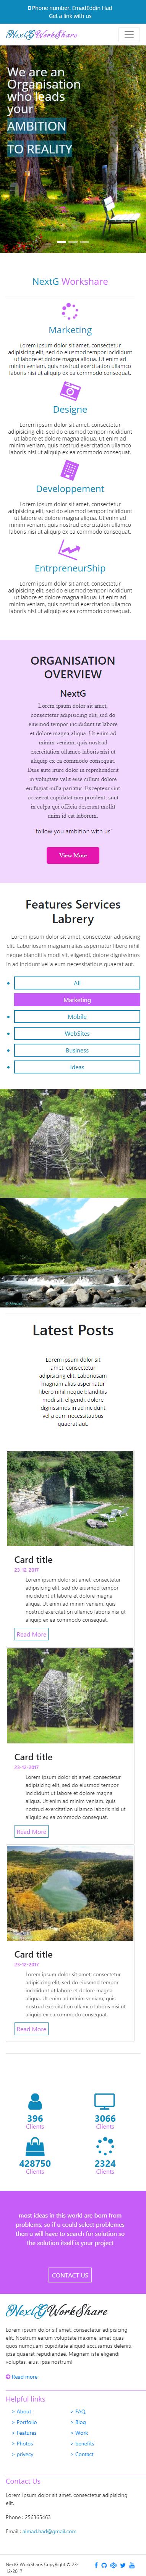 Phone number, EmadEddin Had
Get a link with us
NextGWorkShare
We are an
Organisation
who leads
your
AMBITION
TO REALITY
NextG Workshare
Marketing
Lorem ipsum dolor sit amet, consectetur
adipisicing elit, sed do eiusmod tempor incididunt
ut labore et dolore magna aliqua. Ut enim ad
minim veniam, quis nostrud exercitation ullamco
laboris nisi ut aliquip ex ea commodo consequat.
Designe
Lorem ipsum dolor sit amet, consectetur
adipisicing elit, sed do eiusmod tempor incididunt
ut labore et dolore magna aliqua. Ut enim ad
minim veniam, quis nostrud exercitation ullamco
laboris nisi ut aliquip ex ea commodo consequat.
Developpement
Lorem ipsum dolor sit amet, consectetur
adipisicing elit, sed do eiusmod tempor incididunt
ut labore et dolore magna aliqua. Ut enim ad
minim veniam, quis nostrud exercitation ullamco
laboris nisi ut aliquip ex ea commodo consequat.
EntrpreneurShip
Lorem ipsum dolor sit amet, consectetur
adipisicing elit, sed do eiusmod tempor incididunt
ut labore et dolore magna aliqua. Ut enim ad
minim veniam, quis nostrud exercitation ullamco
laboris nisi ut aliquip ex ea commodo consequat.
ORGANISATION
OVERVIEW
NextG
Lorem ipsum dolor sit amet,
consectetur adipisicing elit, sed do
eiusmod tempor incididunt ut labore et
dolore magna aliqua. Ut enim ad
minim veniam, quis nostrud
exercitation ullamco laboris nisi ut
aliquip ex ea commodo consequat.
Duis aute irure dolor in reprehenderit
in voluptate velit esse cillum dolore
eu fugiat nulla pariatur. Excepteur sint
occaecat cupidatat non proident, sunt
in culpa qui officia deserunt mollit
anim id est laborum.
"follow you ambition with us"
View More
Features Services
Labrery
Lorem ipsum dolor sit amet, consectetur adipisicing
elit. Laboriosam magnam alias aspernatur libero nihil
neque blanditiis modi sit, eligendi, dolore dignissimos
in ad incidunt vel a eum necessitatibus quaerat aut.
All
Marketing
Mobile
WebSites
Business
Ideas
Latest Posts
Lorem ipsum dolor sit
amet, consectetur
adipisicing elit. Laboriosam
magnam alias aspernatur
libero nihil neque blanditiis
modi sit, eligendi, dolore
dignissimos in ad incidunt
vel a eum necessitatibus
quaerat aut.
Card title
23-12-2017
Lorem ipsum dolor sit amet, consectetur
adipisicing elit, sed do eiusmod tempor
incididunt ut labore et dolore magna
aliqua. Ut enim ad minim veniam, quis
nostrud exercitation ullamco laboris nisi ut
aliquip ex ea commodo consequat.
Read More
Card title
23-12-2017
Lorem ipsum dolor sit amet, consectetur
adipisicing elit, sed do eiusmod tempor
incididunt ut labore et dolore magna
aliqua. Ut enim ad minim veniam, quis
nostrud exercitation ullamco laboris nisi ut
aliquip ex ea commodo consequat.
Read More
Card title
23-12-2017
Lorem ipsum dolor sit amet, consectetur
adipisicing elit, sed do eiusmod tempor
incididunt ut labore et dolore magna
aliqua. Ut enim ad minim veniam, quis
nostrud exercitation ullamco laboris nisi ut
aliquip ex ea commodo consequat.
Read More
396 3066
Clients Clients
428750 2324
Clients Clients
most ideas in this world are born from
problems, so if u could select problemes
then u will have to search for solution so
the solution itself is your project
CONTACT US
NextGWorkShare
Lorem ipsum dolor sit amet, consectetur adipisicing
elit. Nostrum earum voluptatum maxime amet quas
quos numquam cupiditate eligend aliquid accusantium deleniti.
Read more
Helpful links
> About > FAQ
> Portfolio > Blog
> Features > Work
> Photos > benefits
> privecy > Contact
Contact Us
Lorem ipsum dolor sit amet, consectetur adipisicing
elit.
Phone : 256365463
Email : aimad.had@gmail.com
NextG WorkShare. CopyRight © 23-
12-2017